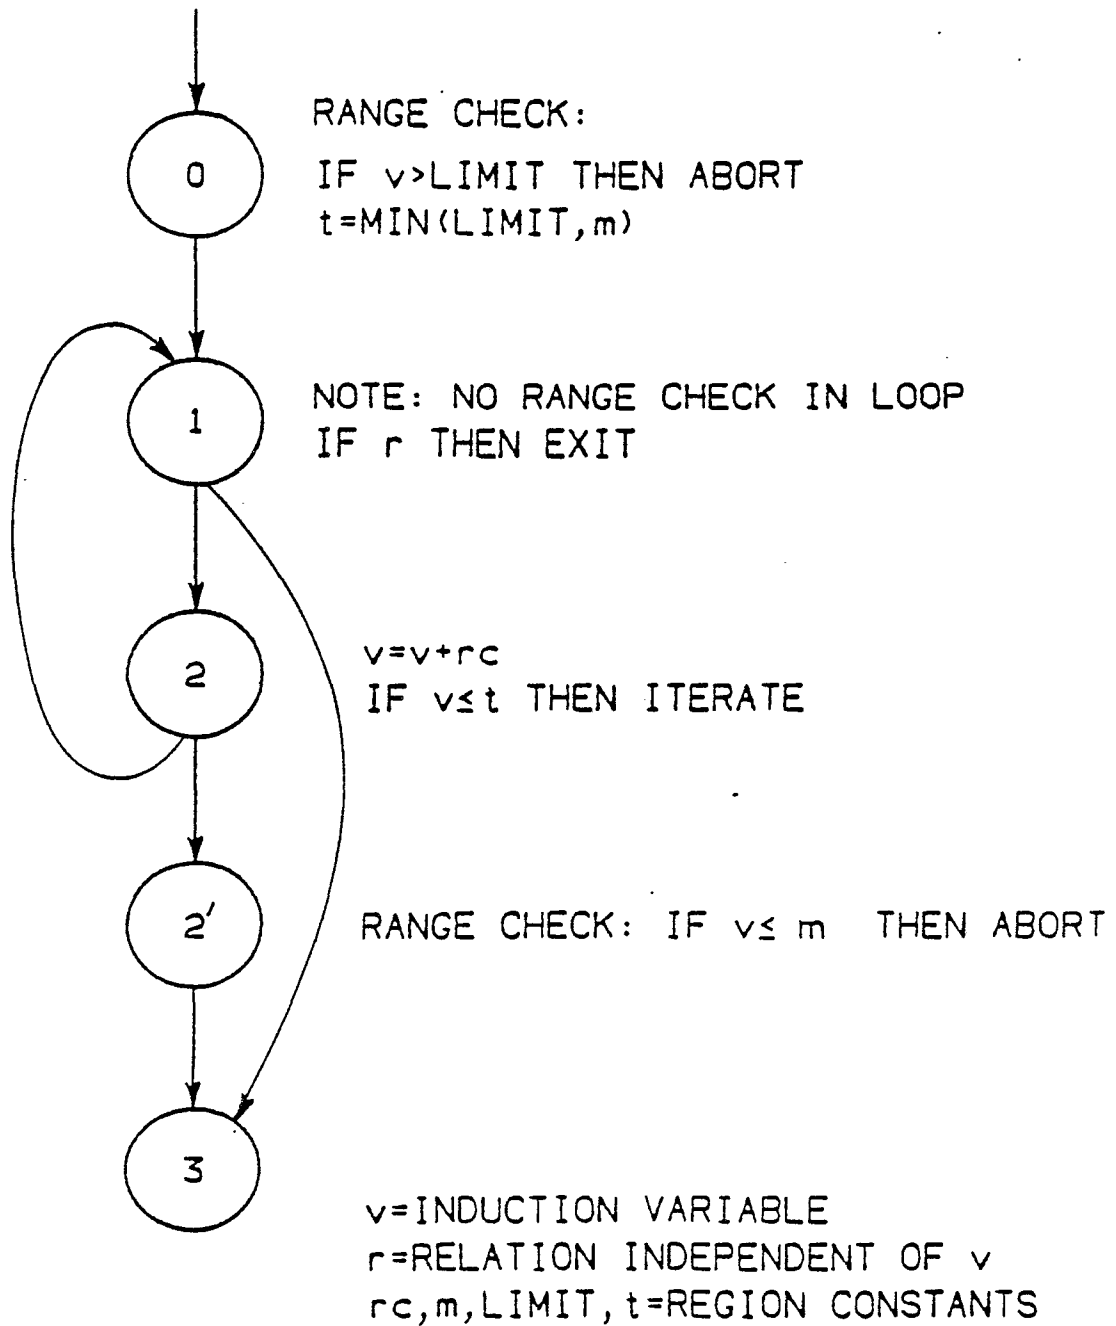 RANGE CHECK:
0
IF v>LIMIT THEN ABORT
t=MIN(LIMIT,m)
NOTE: NO RANGE CHECK IN LOOP
1
IF r THEN EXIT
v=v+rc
2
IF v≤t THEN ITERATE
2'
RANGE CHECK: IF v≤ m THEN ABORT
3
v=INDUCTION VARIABLE
r=RELATION INDEPENDENT OF v
rc,m,LIMIT,t=REGION CONSTANTS